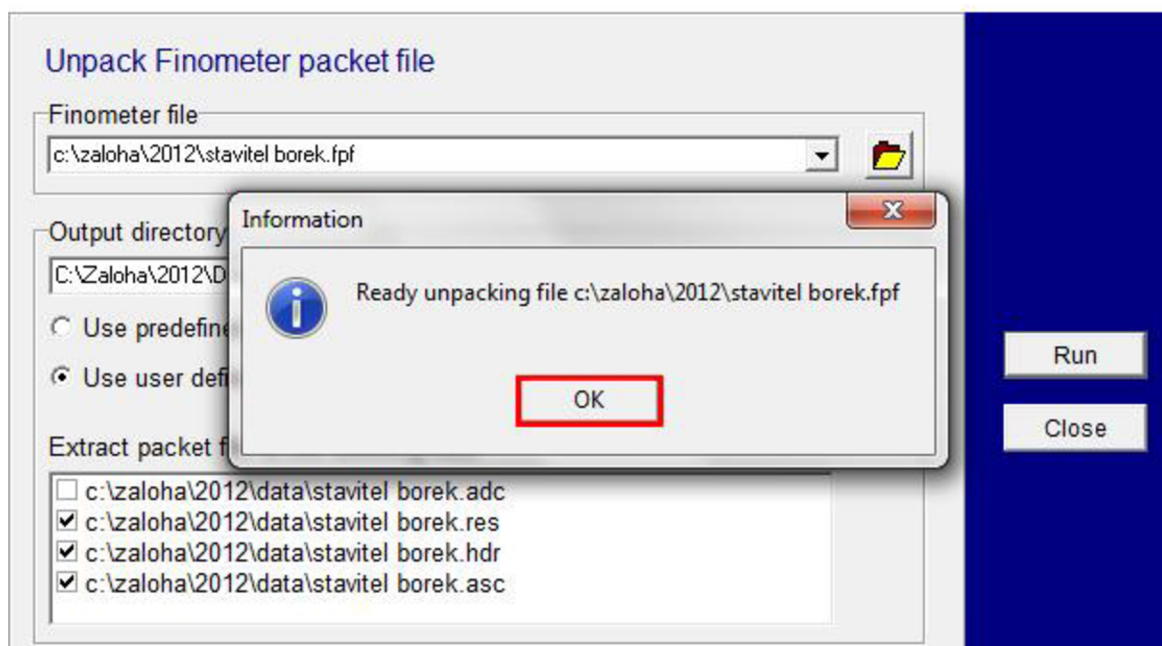 Unpack Finometer packet file
Finometer file
c:\zaloha\2012\stavitel borek.fpf
Information
Output directory
Ready unpacking file c:\zaloha\2012\stavitel borek.fpf
C:\Zaloha\2012\D
Use predefine
Run
Use user defi
OK
Close
Extract packet f
c:\zaloha\2012\data\stavitel borek.adc
c:\zaloha\2012\data\stavitel borek.res
c:\zaloha\2012\data\stavitel borek.hdr
c:\zaloha\2012\data\stavitel borek.asc